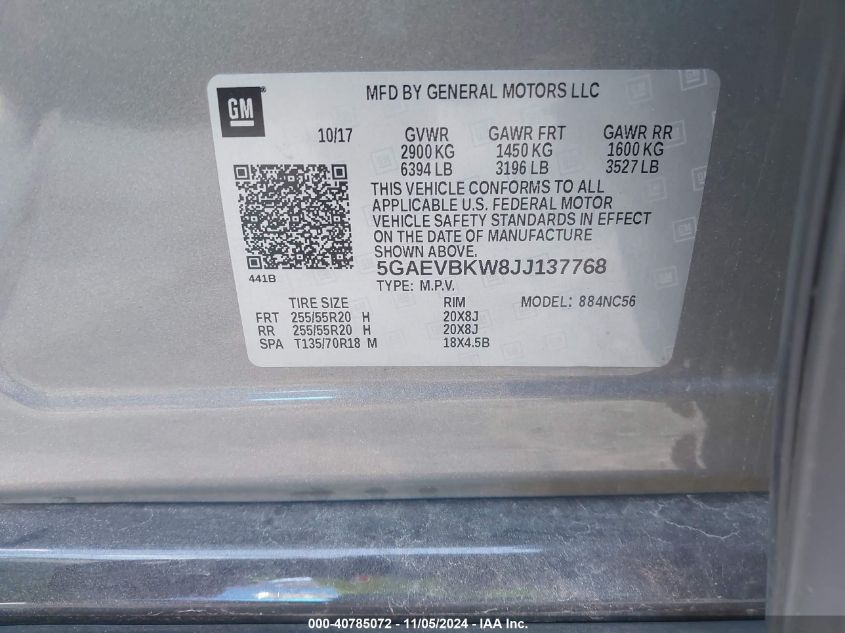 GM®
MFD BY GENERAL MOTORS LLC
10/17 GVWR GAWR FRT GAWR RR
2900 KG 1450 KG 1600 KG
6394 LB 3196 LB 3527 LB
THIS VEHICLE CONFORMS TO ALL
APPLICABLE U.S. FEDERAL MOTOR
VEHICLE SAFETY STANDARDS IN EFFECT
ON THE DATE OF MANUFACTURE
SHOWN ABOVE.
441B
5GAEVBKW8JJ137768
TYPE: M.P.V.
TIRE SIZE RIM MODEL: 884NC56
FRT 255/55R20 H 20X8J
RR 255/55R20 H 20X8J
SPA T135/70R18 M 18X4.5B
000-40785072 - 11/05/2024 - IAA Inc.